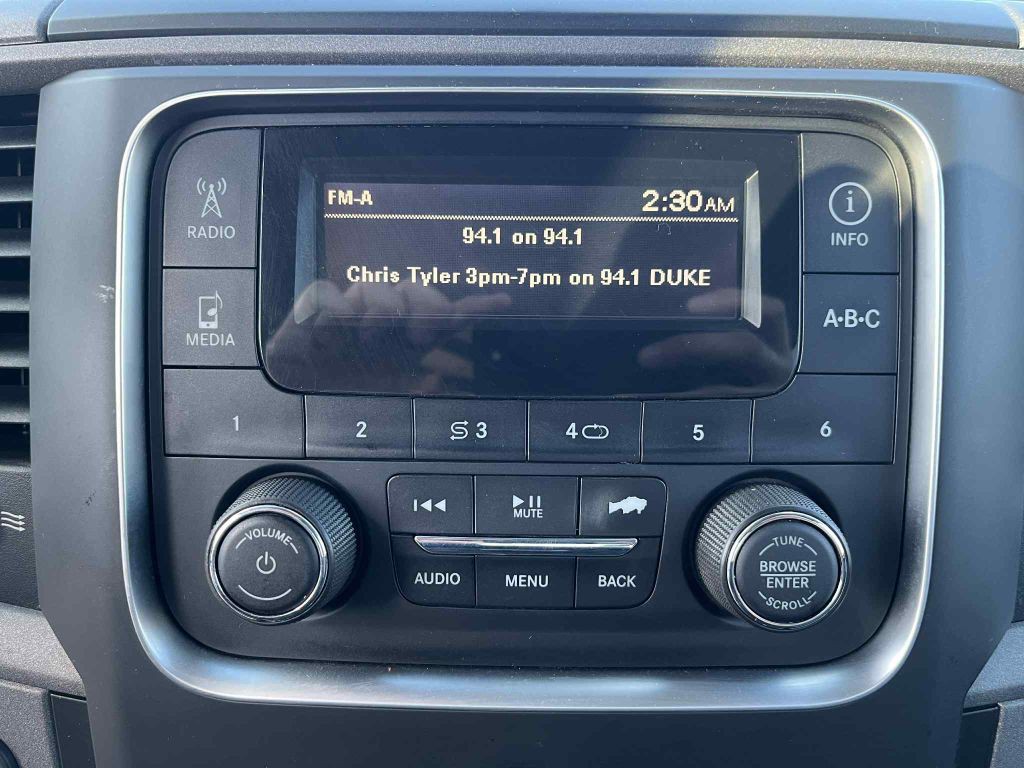 FM-A 2:30AM
94.1 on 94.1
Chris Tyler 3pm-7pm on 94.1 DUKE
RADIO
INFO
MEDIA
A•B•C
1 2 3 4 5 6
MUTE
VOLUME
AUDIO MENU BACK
TUNE
BROWSE
ENTER
SCROLL